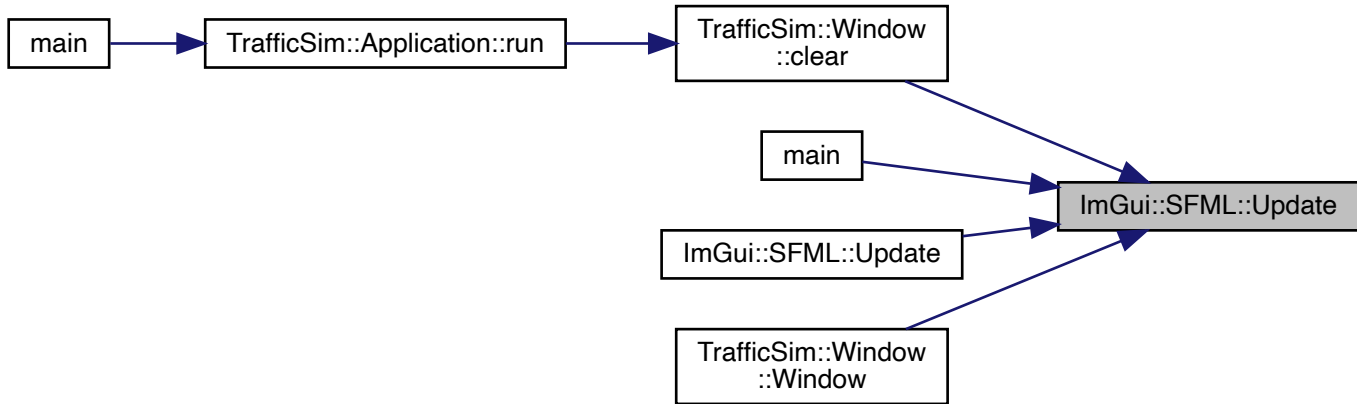 main
TrafficSim::Application::run
TrafficSim::Window
::clear
main
ImGui::SFML::Update
ImGui::SFML::Update
TrafficSim::Window
::Window